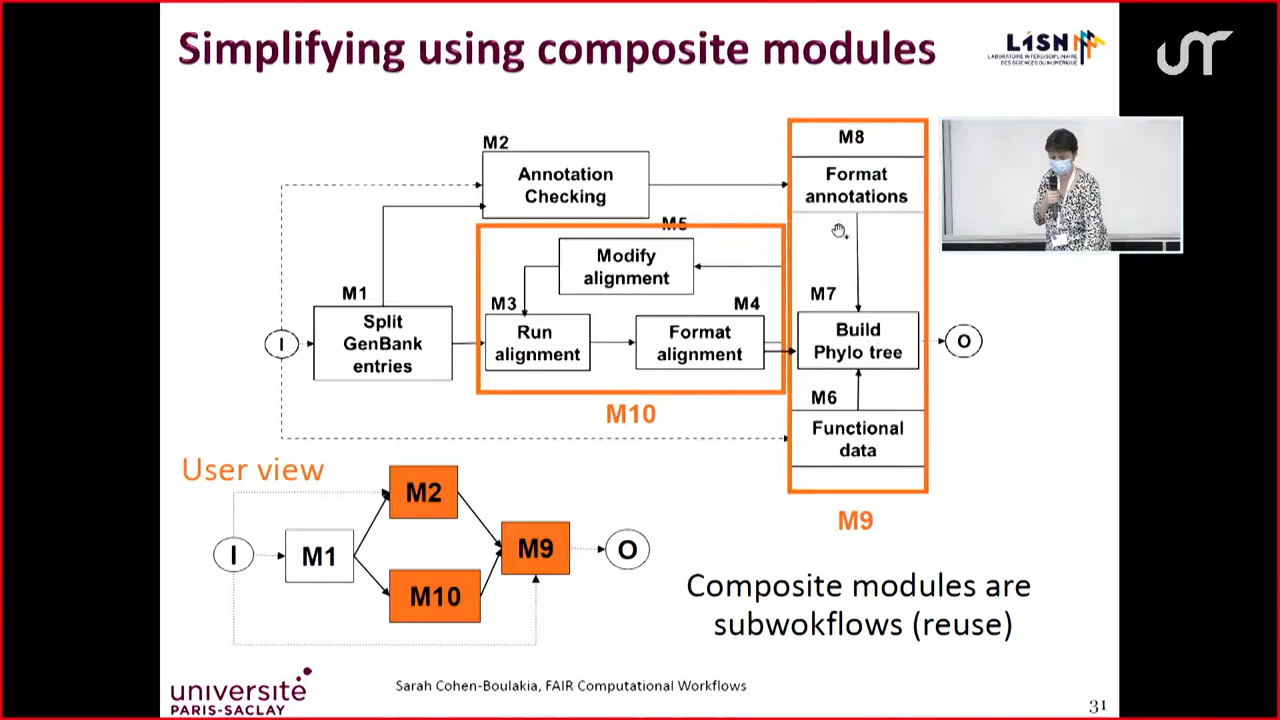 Simplifying using composite modules
LISN
LABORATOIRE INTERDISCIPLINAIRE
DES SCIENCES DU NUMÉRIQUE
M2
Annotation
Checking
M8
Format
annotations
M5
Modify
alignment
M1
Split
GenBank
entries
I
M3
Run
alignment
M4
Format
alignment
M7
Build
Phylo tree
O
M6
Functional
data
M10
M9
User view
I
M1
M2
M10
M9
O
Composite modules are
subwokflows (reuse)
université
PARIS-SACLAY
Sarah Cohen-Boulakia, FAIR Computational Workflows
31